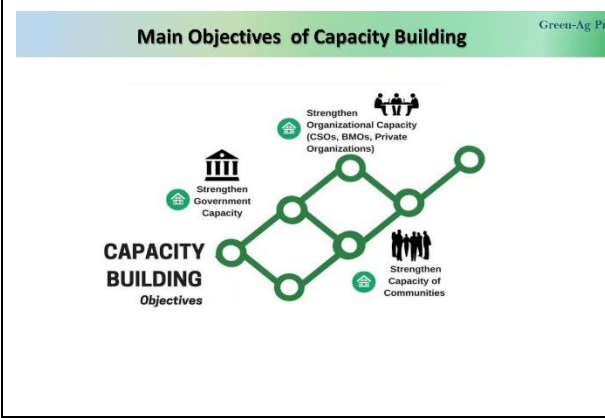 Main Objectives of Capacity Building
Green-Ag
Strengthen
Organizational Capacity
(CSOs, BMOs, Private
Organizations)
Strengthen
Government
Capacity
CAPACITY
BUILDING
Objectives
Strengthen
Capacity of
Communities